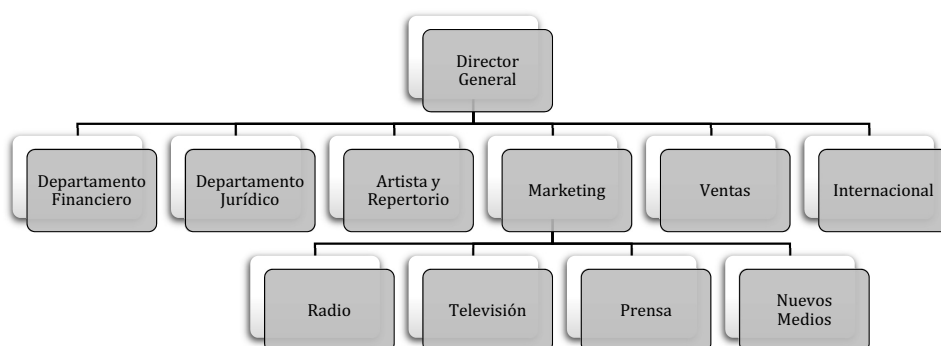 Director
General
Departamento
Financiero
Departamento
Jurídico
Artista y
Repertorio
Marketing
Ventas
Internacional
Radio
Televisión
Prensa
Nuevos
Medios